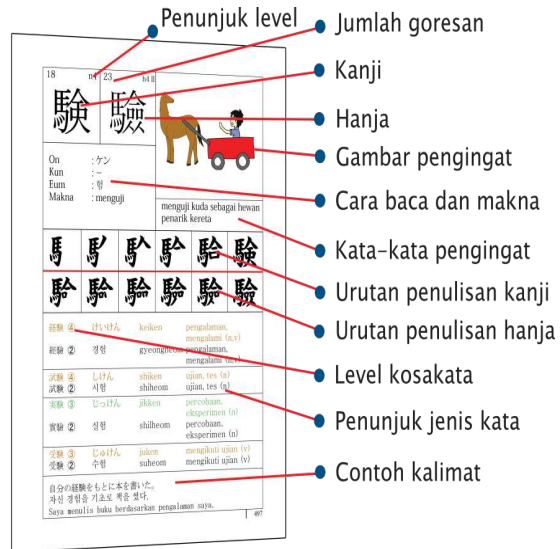 Penunjuk level
Jumlah goresan
Kanji
Hanja
Gambar pengingat
Cara baca dan makna
Kata-kata pengingat
Urutan penulisan kanji
Urutan penulisan hanja
Level kosakata
Penunjuk jenis kata
Contoh kalimat
18 n4 23 h4 II
験 驗
On : ケン
Kun : －
Eum : 험
Makna : menguji
menguji kuda sebagai hewan
penarik kereta
経験 ④ けいけん keiken pengalaman,
mengalami (n,v)
經驗 ② 경험 gyeongheom pengalaman,
mengalami (n,v)
試験 ④ しけん shiken ujian, tes (n)
試驗 ② 시험 shiheom ujian, tes (n)
実験 ③ じっけん jikken percobaan,
eksperimen (n)
實驗 ② 실험 shilheom percobaan,
eksperimen (n)
受験 ③ じゅけん juken mengikuti ujian (v)
受驗 ② 수험 suheom mengikuti ujian (v)
自分の経験をもとに本を書いた。
자신 경험을 기초로 책을 썼다.
Saya menulis buku berdasarkan pengalaman saya.
497